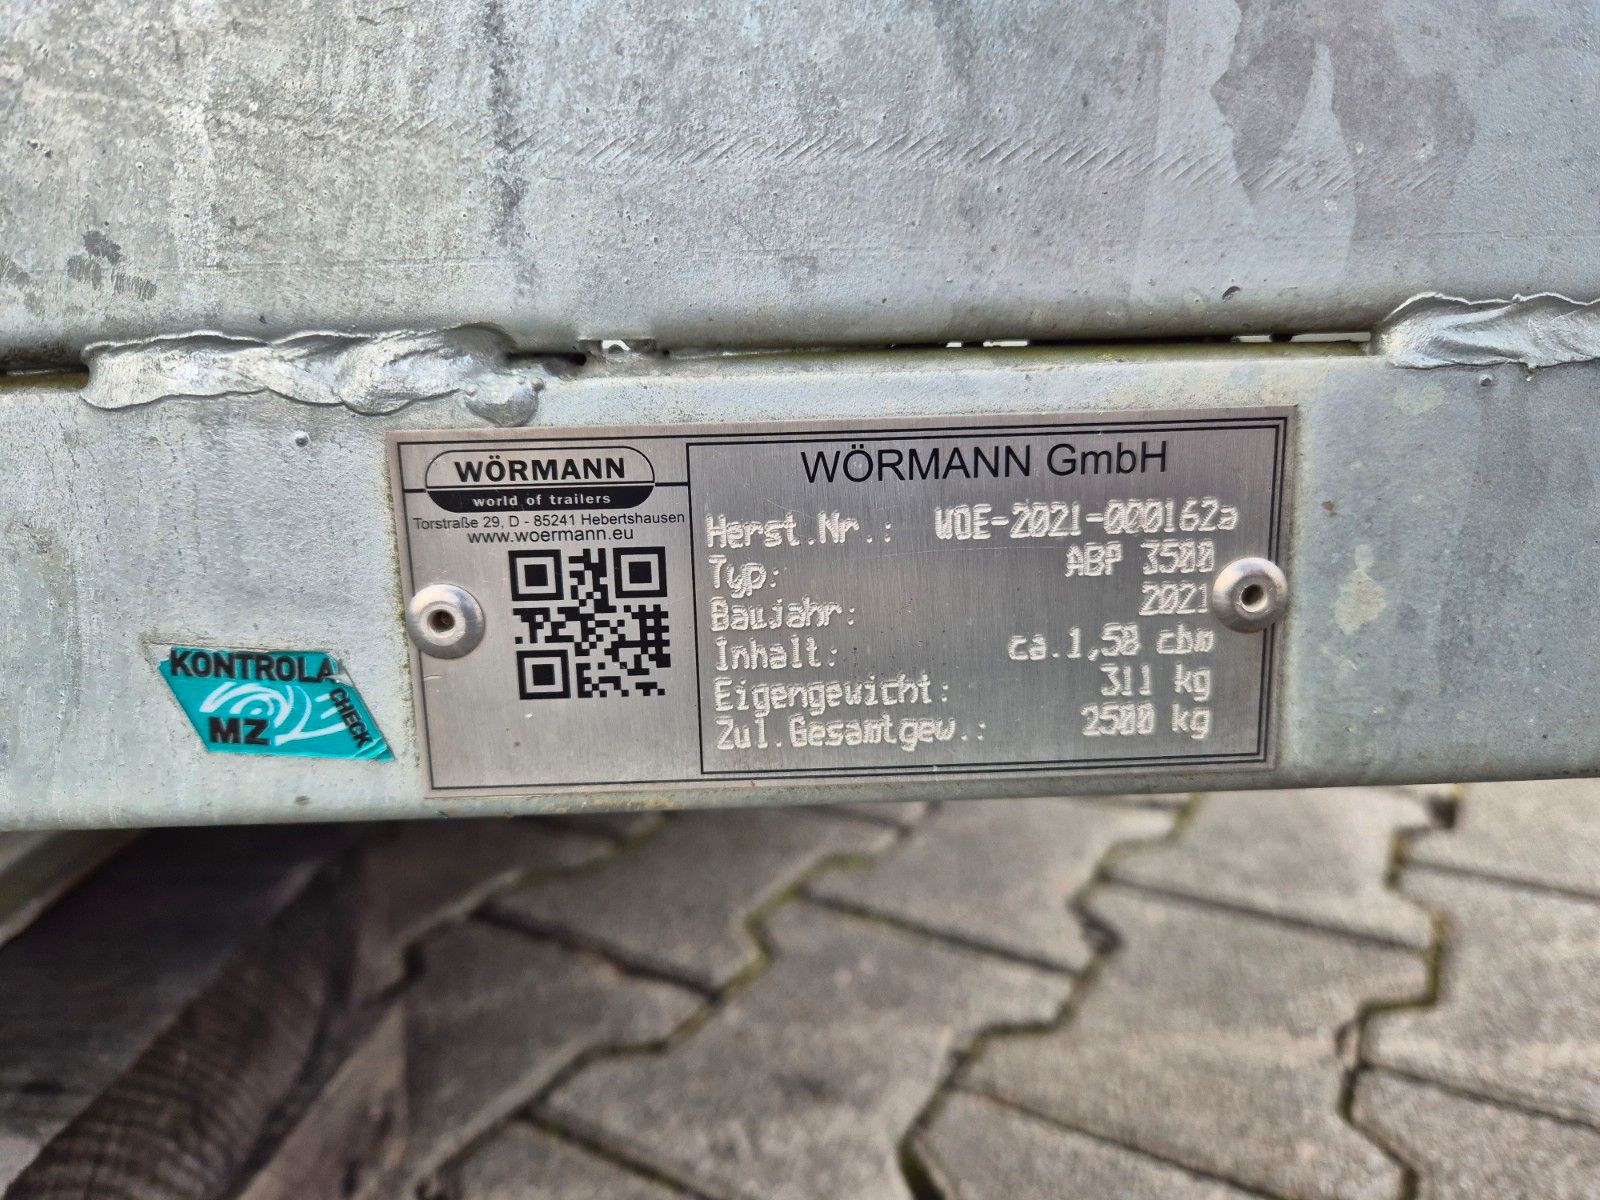 WÖRMANN
world of trailers
Torstraße 29, D - 85241 Hebertshausen
www.woermann.eu
WÖRMANN GmbH
Herst.Nr.: WOE-2021-000162a
Typ: ABP 3500
Baujahr: 2021
Inhalt: ca.1,58 cbm
Eigengewicht: 311 kg
Zul.Gesamtgew.: 2500 kg
KONTROLA
MZ
CHECK